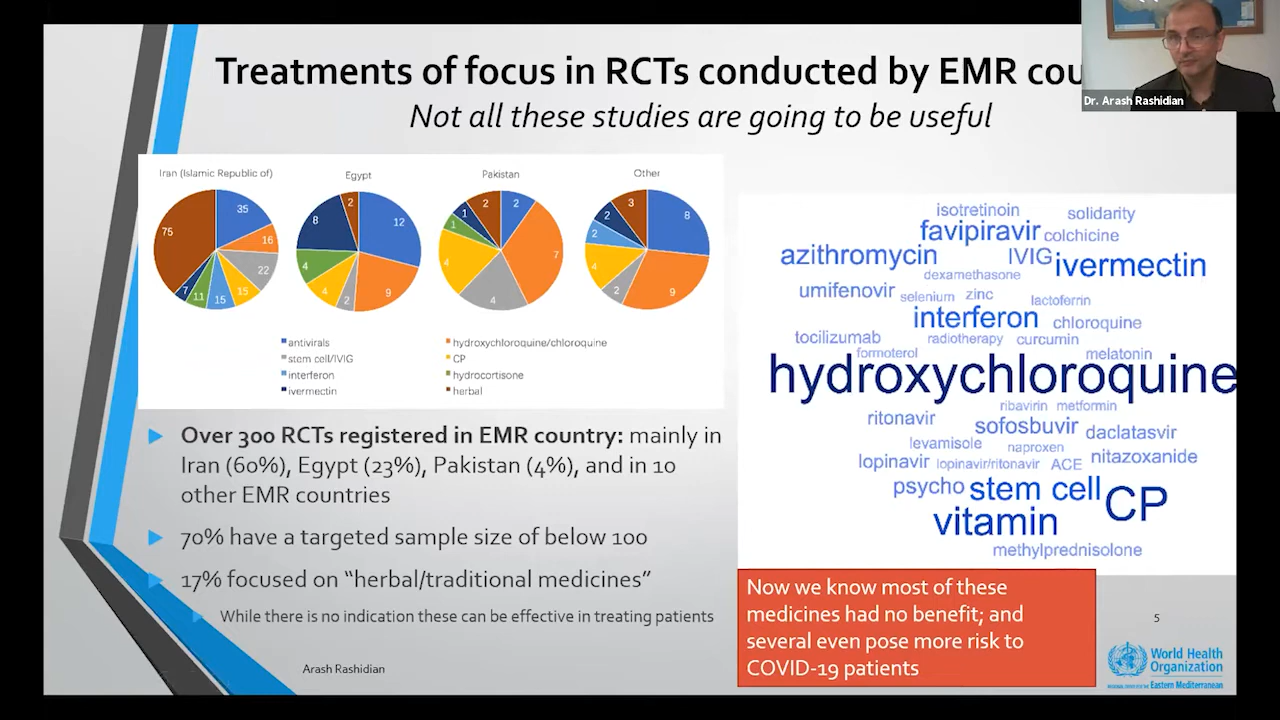 Treatments of focus in RCTs conducted by EMR cou
Not all these studies are going to be useful
Dr. Arash Rashidian
Iran (Islamic Republic of)
Egypt
Pakistan
Other
35
16
22
15
15
11
7
75
12
9
2
4
4
8
2
2
7
4
4
1
1
2
8
9
2
4
2
2
3
antivirals
hydroxychloroquine/chloroquine
stem cell/IVIG
CP
interferon
hydrocortisone
ivermectin
herbal
Over 300 RCTs registered in EMR country: mainly in
Iran (60%), Egypt (23%), Pakistan (4%), and in 10
other EMR countries
70% have a targeted sample size of below 100
17% focused on “herbal/traditional medicines”
While there is no indication these can be effective in treating patients
Arash Rashidian
isotretinoin
solidarity
favipiravir
colchicine
azithromycin
IVIG
ivermectin
dexamethasone
umifenovir
selenium
zinc
lactoferrin
interferon
chloroquine
tocilizumab
radiotherapy
curcumin
formoterol
melatonin
hydroxychloroquine
ribavirin
metformin
ritonavir
sofosbuvir
daclatasvir
levamisole
naproxen
lopinavir
lopinavir/ritonavir
ACE
nitazoxanide
psycho
stem cell
CP
vitamin
methylprednisolone
Now we know most of these
medicines had no benefit; and
several even pose more risk to
COVID-19 patients
5
World Health
Organization
Eastern Mediterranean